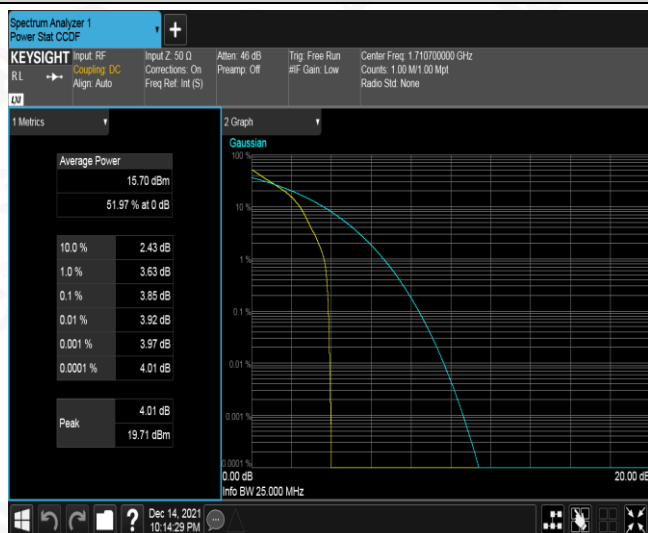 Spectrum Analyzer 1
Power Stat CCDF
+
KEYSIGHT
RL
Input: RF
Coupling: DC
Align: Auto
Input Z: 50 Ω
Corrections: On
Freq Ref: Int (S)
Atten: 46 dB
Preamp: Off
Trig: Free Run
#IF Gain: Low
Center Freq: 1.710700000 GHz
Counts: 1.00 M/1.00 Mpt
Radio Std: None
1 Metrics
Average Power
15.70 dBm
51.97 % at 0 dB
10.0 % 2.43 dB
1.0 % 3.63 dB
0.1 % 3.85 dB
0.01 % 3.92 dB
0.001 % 3.97 dB
0.0001 % 4.01 dB
Peak
4.01 dB
19.71 dBm
2 Graph
Gaussian
100 %
10 %
1 %
0.1 %
0.01 %
0.001 %
0.0001 %
0.00 dB
20.00 dB
Info BW 25.000 MHz
?
Dec 14, 2021
10:14:29 PM